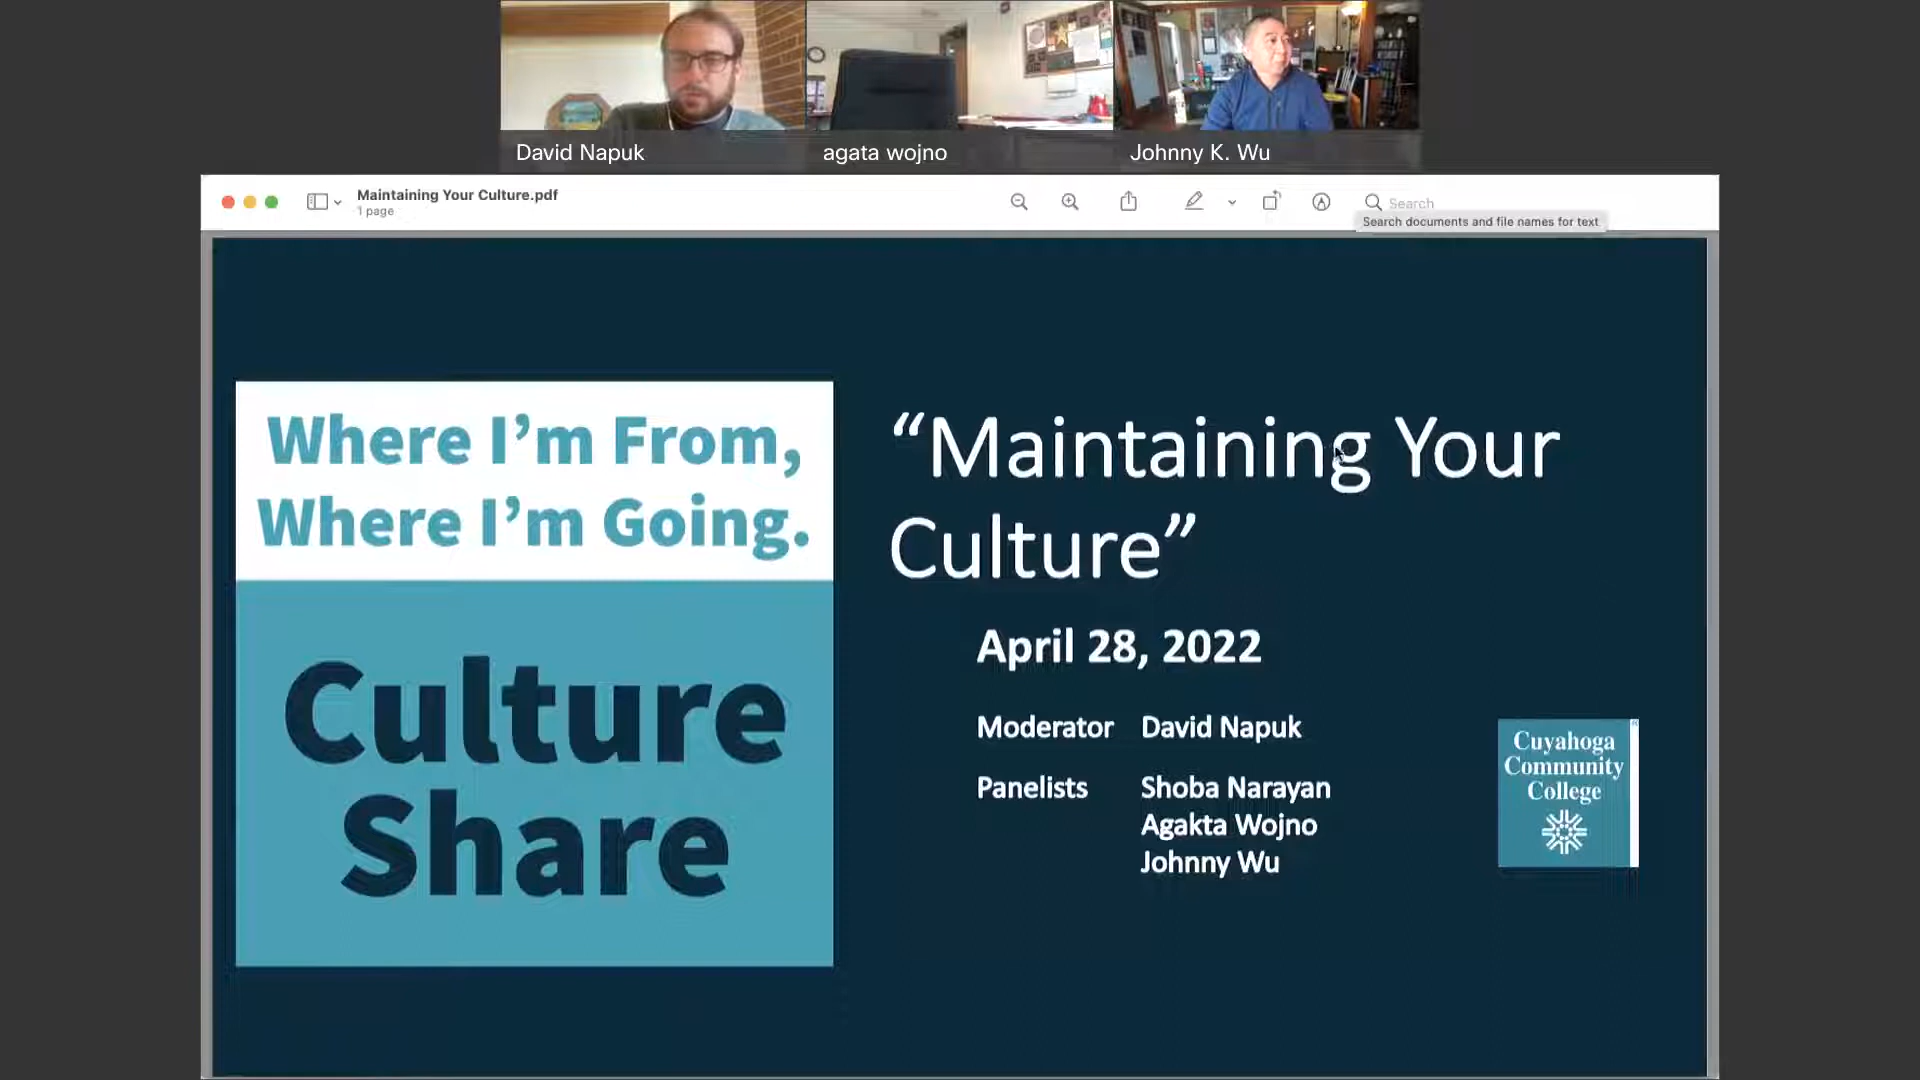 David Napuk
agata wojno
Johnny K. Wu
Maintaining Your Culture.pdf
1 page
Search
Search documents and file names for text
Where I’m From,
Where I’m Going.
Culture
Share
“Maintaining Your
Culture”
April 28, 2022
Moderator David Napuk
Panelists Shoba Narayan
Agakta Wojno
Johnny Wu
Cuyahoga
Community
College